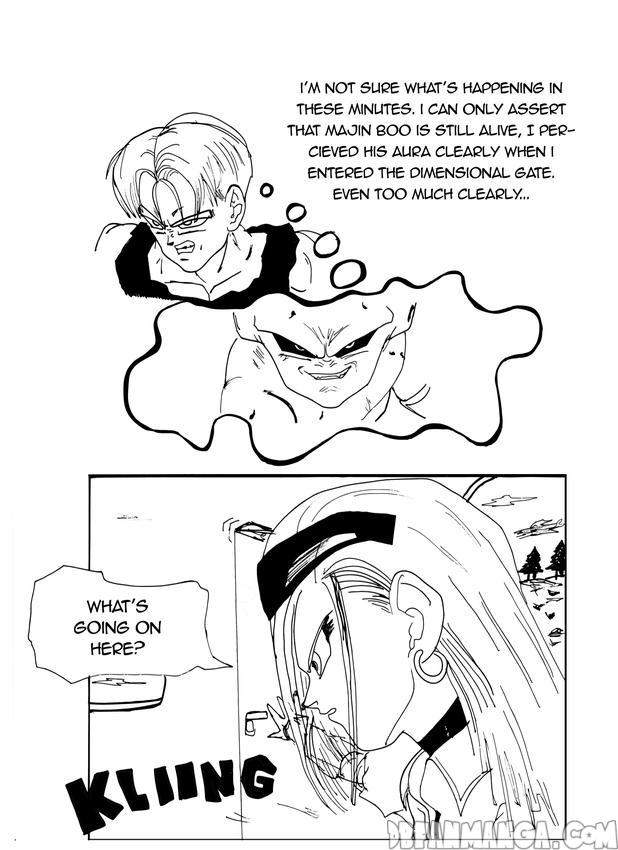 I'M NOT SURE WHAT'S HAPPENING IN
THESE MINUTES. I CAN ONLY ASSERT
THAT MAJIN BOO IS STILL ALIVE, I PER-
CIEVED HIS AURA CLEARLY WHEN I
ENTERED THE DIMENSIONAL GATE.
EVEN TOO MUCH CLEARLY...
WHAT'S
GOING ON
HERE?
KLIING
DBFANMANGA.COM